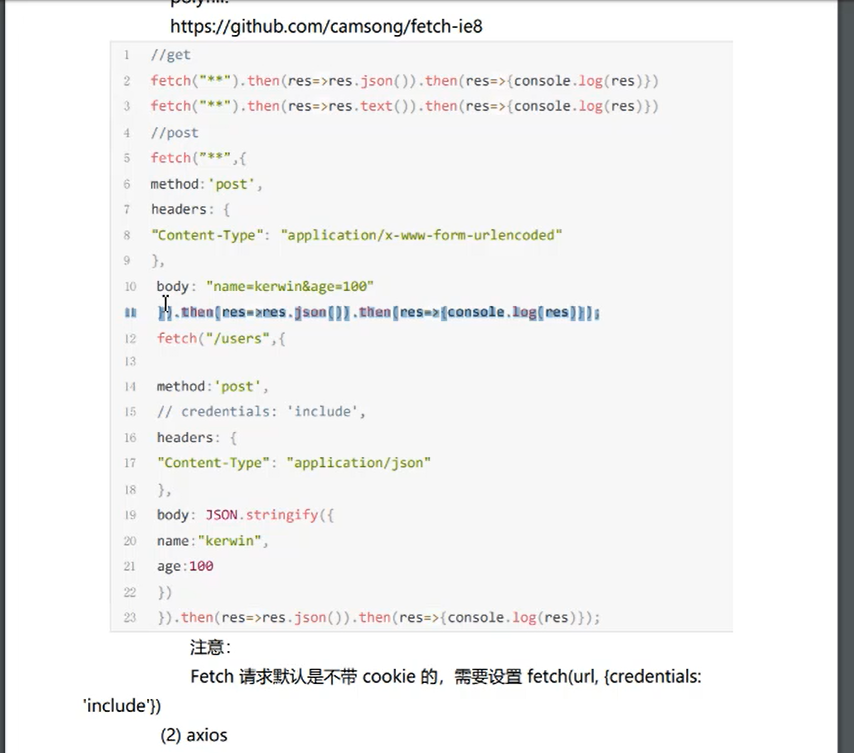 polyfill:
https://github.com/camsong/fetch-ie8
1 //get
2 fetch("**").then(res=>res.json()).then(res=>{console.log(res)})
3 fetch("**").then(res=>res.text()).then(res=>{console.log(res)})
4 //post
5 fetch("**",{
6 method:'post',
7 headers: {
8 "Content-Type": "application/x-www-form-urlencoded"
9 },
10 body: "name=kerwin&age=100"
11 }).then(res=>res.json()).then(res=>{console.log(res)});
12 fetch("/users",{
13
14 method:'post',
15 // credentials: 'include',
16 headers: {
17 "Content-Type": "application/json"
18 },
19 body: JSON.stringify({
20 name:"kerwin",
21 age:100
22 })
23 }).then(res=>res.json()).then(res=>{console.log(res)});
注意：
Fetch 请求默认是不带 cookie 的，需要设置 fetch(url, {credentials:
'include'})
(2) axios